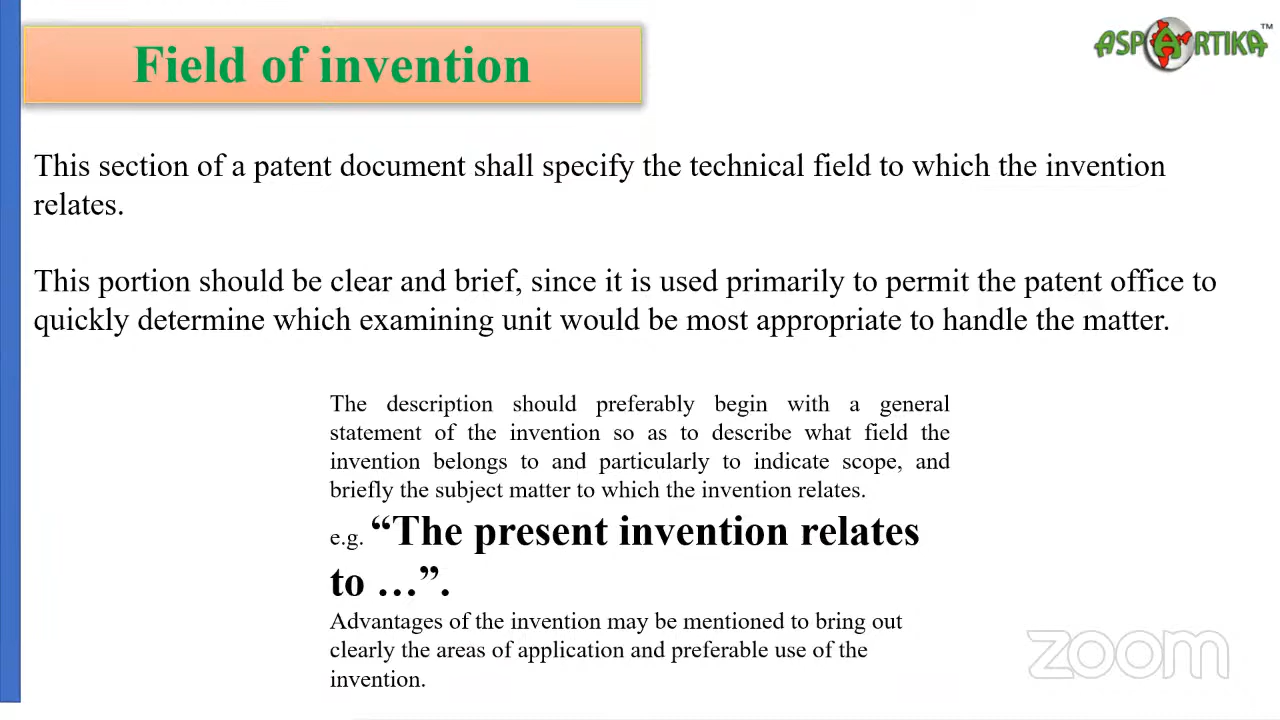 Field of invention
ASPARTIKA™
This section of a patent document shall specify the technical field to which the invention
relates.
This portion should be clear and brief, since it is used primarily to permit the patent office to
quickly determine which examining unit would be most appropriate to handle the matter.
The description should preferably begin with a general
statement of the invention so as to describe what field the
invention belongs to and particularly to indicate scope, and
briefly the subject matter to which the invention relates.
e.g. “The present invention relates
to …”.
Advantages of the invention may be mentioned to bring out
clearly the areas of application and preferable use of the
invention.
zoom